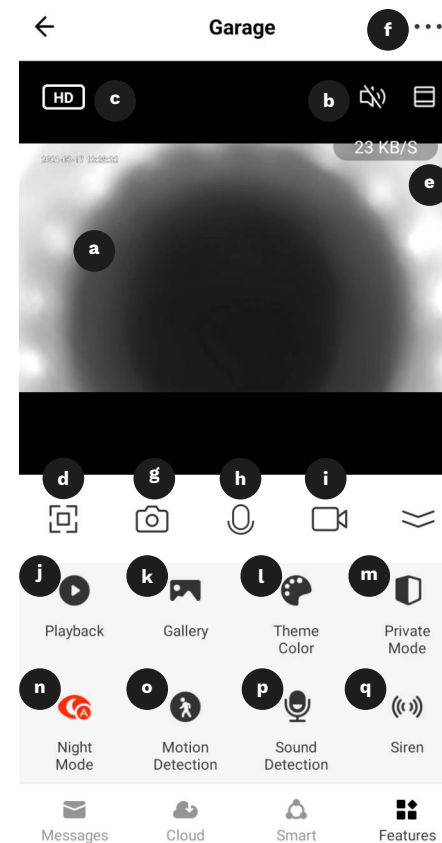 Garage
f
HD
c
b
23 KB/S
e
a
d
g
h
i
j
k
l
m
Playback
Gallery
Theme
Color
Private
Mode
n
o
p
q
Night
Mode
Motion
Detection
Sound
Detection
Siren
Messages
Cloud
Smart
Features